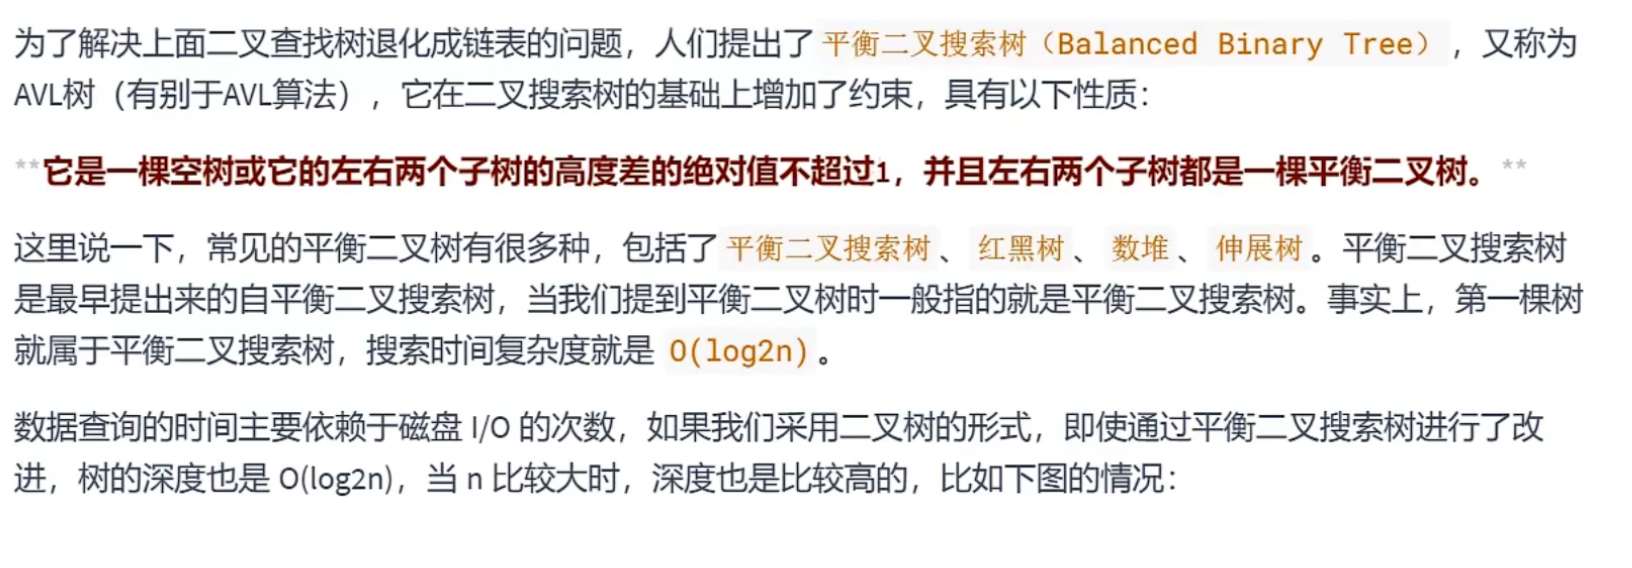 为了解决上面二叉查找树退化成链表的问题，人们提出了 平衡二叉搜索树（Balanced Binary Tree） ，又称为
AVL树（有别于AVL算法），它在二叉搜索树的基础上增加了约束，具有以下性质：
**它是一棵空树或它的左右两个子树的高度差的绝对值不超过1，并且左右两个子树都是一棵平衡二叉树。**
这里说一下，常见的平衡二叉树有很多种，包括了 平衡二叉搜索树 、 红黑树 、 数堆 、 伸展树 。平衡二叉搜索树
是最早提出来的自平衡二叉搜索树，当我们提到平衡二叉树时一般指的就是平衡二叉搜索树。事实上，第一棵树
就属于平衡二叉搜索树，搜索时间复杂度就是 O(log2n) 。
数据查询的时间主要依赖于磁盘 I/O 的次数，如果我们采用二叉树的形式，即使通过平衡二叉搜索树进行了改
进，树的深度也是 O(log2n)，当 n 比较大时，深度也是比较高的，比如下图的情况：